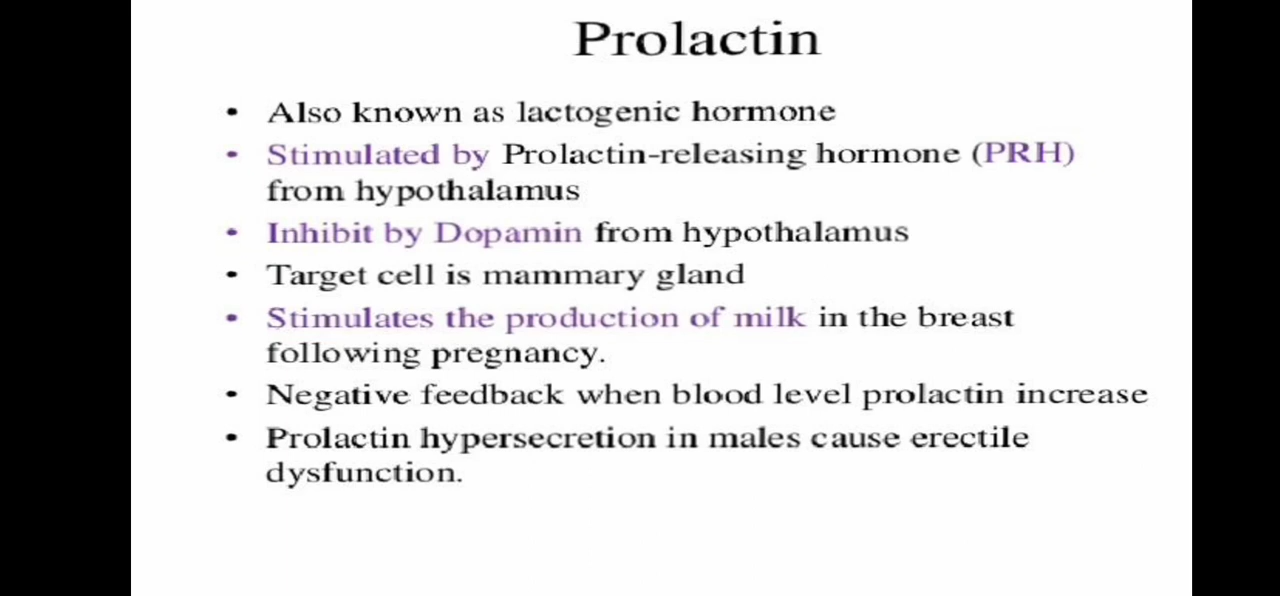 Prolactin
• Also known as lactogenic hormone
• Stimulated by Prolactin-releasing hormone (PRH)
from hypothalamus
• Inhibit by Dopamin from hypothalamus
• Target cell is mammary gland
• Stimulates the production of milk in the breast
following pregnancy.
• Negative feedback when blood level prolactin increase
• Prolactin hypersecretion in males cause erectile
dysfunction.